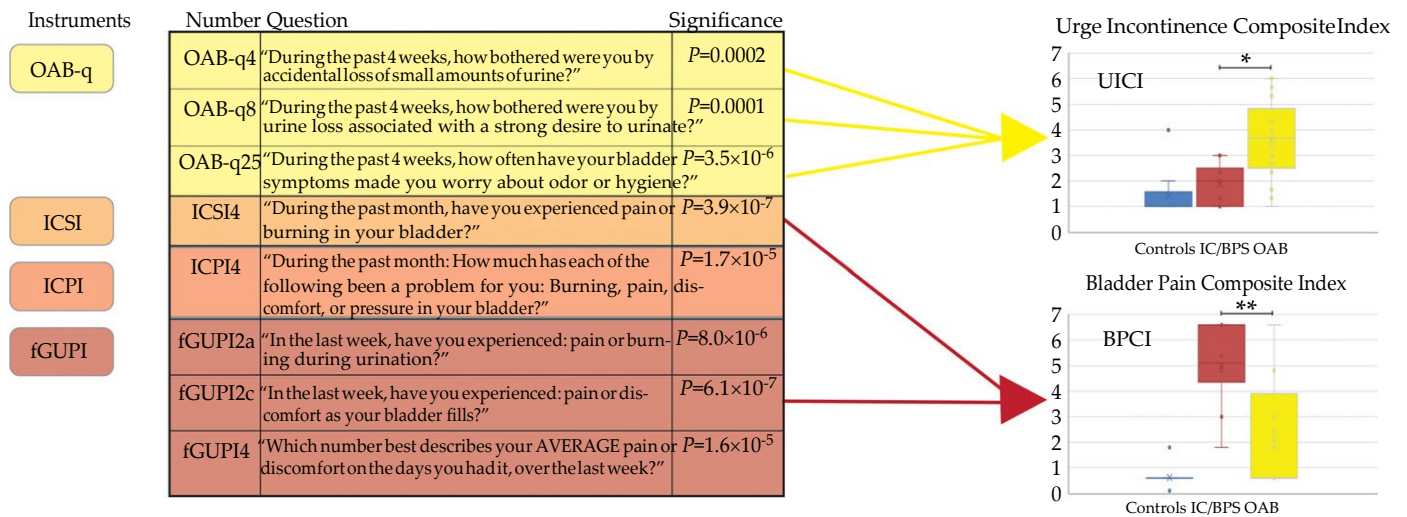 Instruments
Number Question Significance
OAB-q
ICSI
ICPI
fGUPI
OAB-q4 “During the past 4 weeks, how bothered were you by P=0.0002
accidental loss of small amounts of urine?”
OAB-q8 “During the past 4 weeks, how bothered were you by P=0.0001
urine loss associated with a strong desire to urinate?”
OAB-q25 “During the past 4 weeks, how often have your bladder P=3.5×10-6
symptoms made you worry about odor or hygiene?”
ICSI4 “During the past month, have you experienced pain or P=3.9×10-7
burning in your bladder?”
ICPI4 “During the past month: How much has each of the P=1.7×10-5
following been a problem for you: Burning, pain, dis-
comfort, or pressure in your bladder?”
fGUPI2a “In the last week, have you experienced: pain or burn- P=8.0×10-6
ing during urination?”
fGUPI2c “In the last week, have you experienced: pain or dis- P=6.1×10-7
comfort as your bladder fills?”
fGUPI4 “Which number best describes your AVERAGE pain or P=1.6×10-5
discomfort on the days you had it, over the last week?”
Urge Incontinence Composite Index
7
6
5
4
3
2
1
0
UICI
*
Controls IC/BPS OAB
Bladder Pain Composite Index
7
6
5
4
3
2
1
0
BPCI
**
Controls IC/BPS OAB